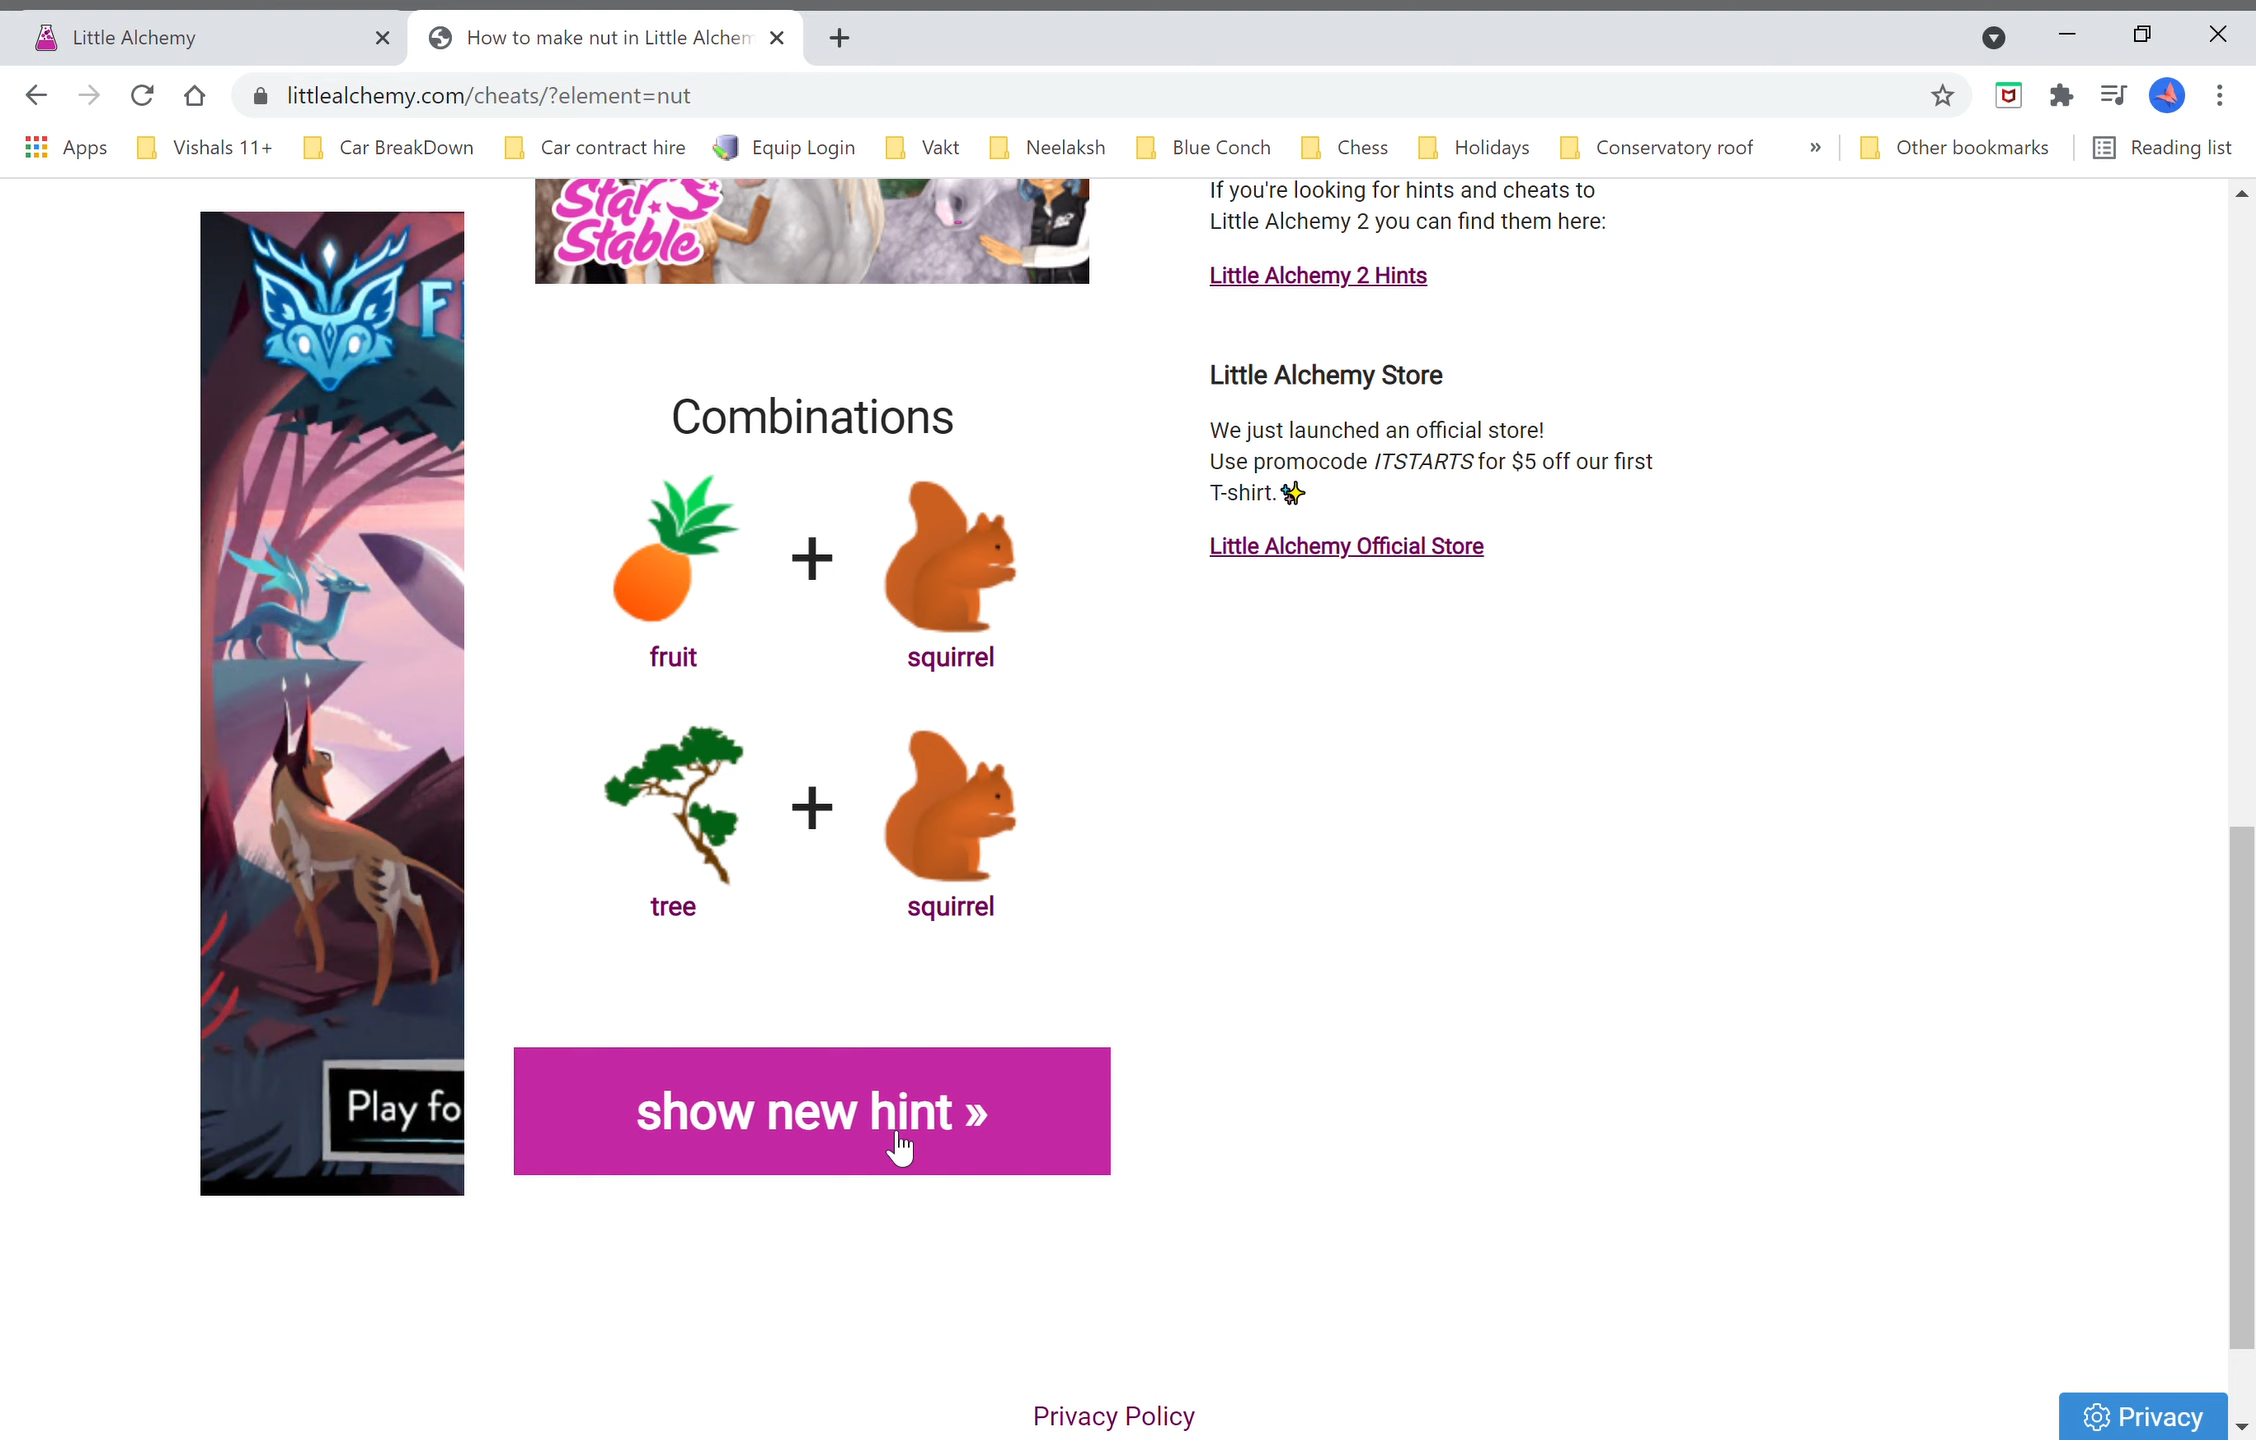 Little Alchemy
How to make nut in Little Alchem
littlealchemy.com/cheats/?element=nut
Apps Vishals 11+ Car BreakDown Car contract hire Equip Login Vakt Neelaksh Blue Conch Chess Holidays Conservatory roof » Other bookmarks Reading list
Star
Stable
F
Play fo
Combinations
+
fruit squirrel
+
tree squirrel
show new hint »
If you're looking for hints and cheats to
Little Alchemy 2 you can find them here:
Little Alchemy 2 Hints
Little Alchemy Store
We just launched an official store!
Use promocode ITSTARTS for $5 off our first
T-shirt. ✨
Little Alchemy Official Store
Privacy Policy
Privacy